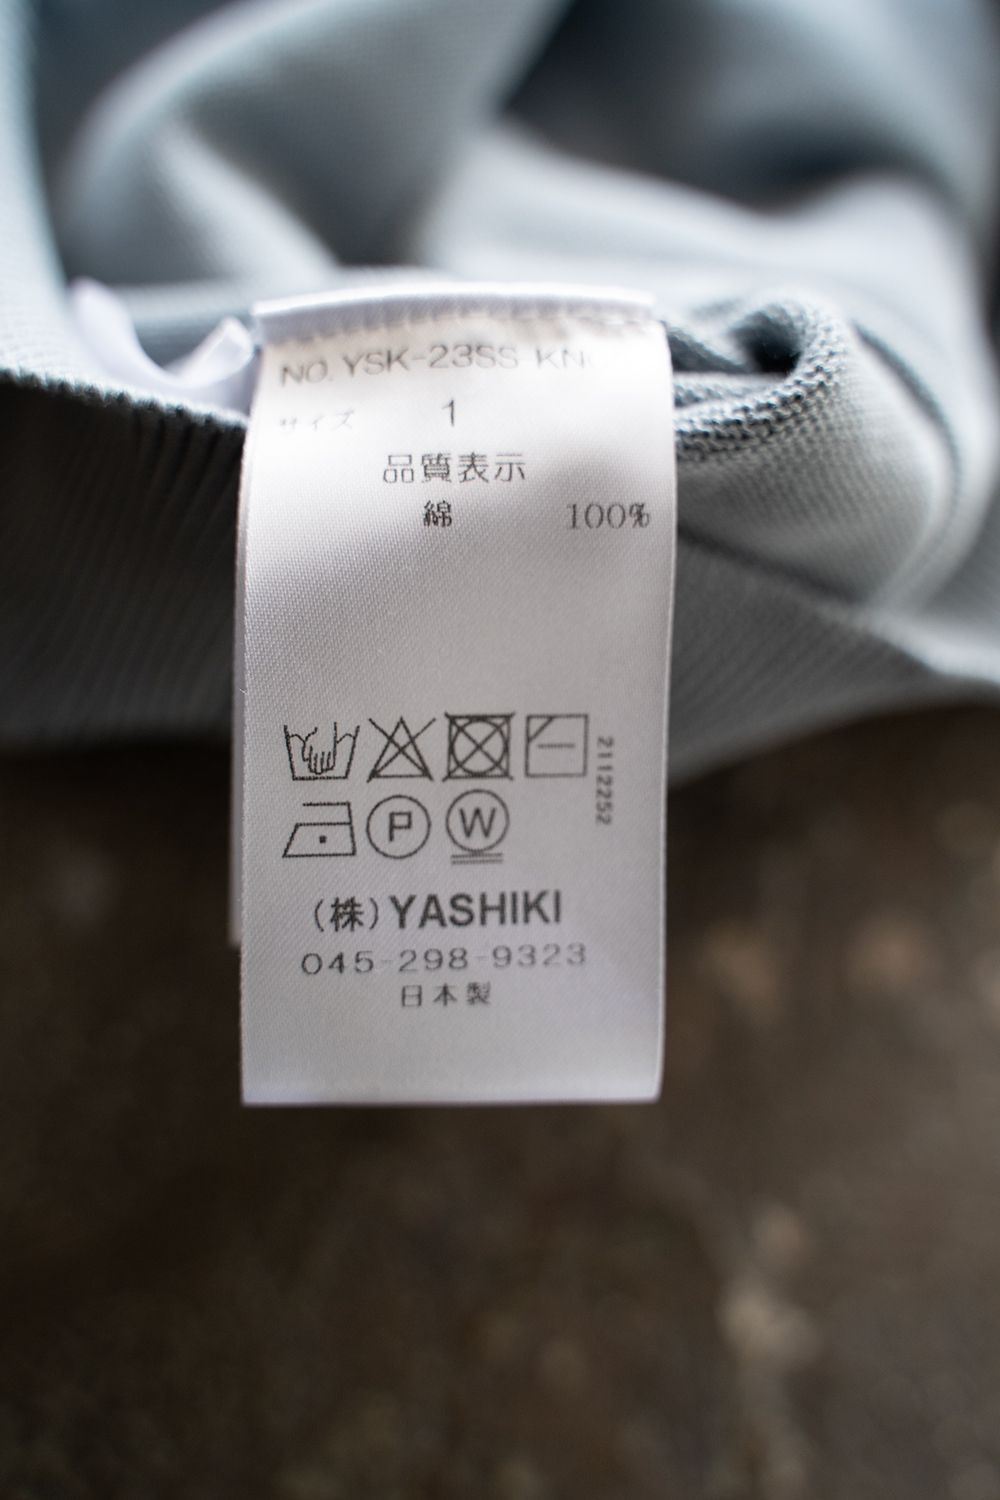 NO. YSK-23SS-KN
サイズ 1
品質表示
綿 100%
2112252
P W
(株)YASHIKI
045-298-9323
日本製